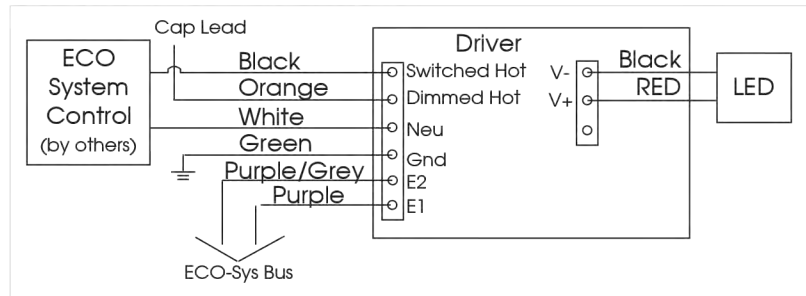 Cap Lead
ECO
System
Control
(by others)
Black
Orange
White
Green
Purple/Grey
Purple
ECO-Sys Bus
Driver
Switched Hot
Dimmed Hot
Neu
Gnd
E2
E1
V-
V+
Black
RED
LED